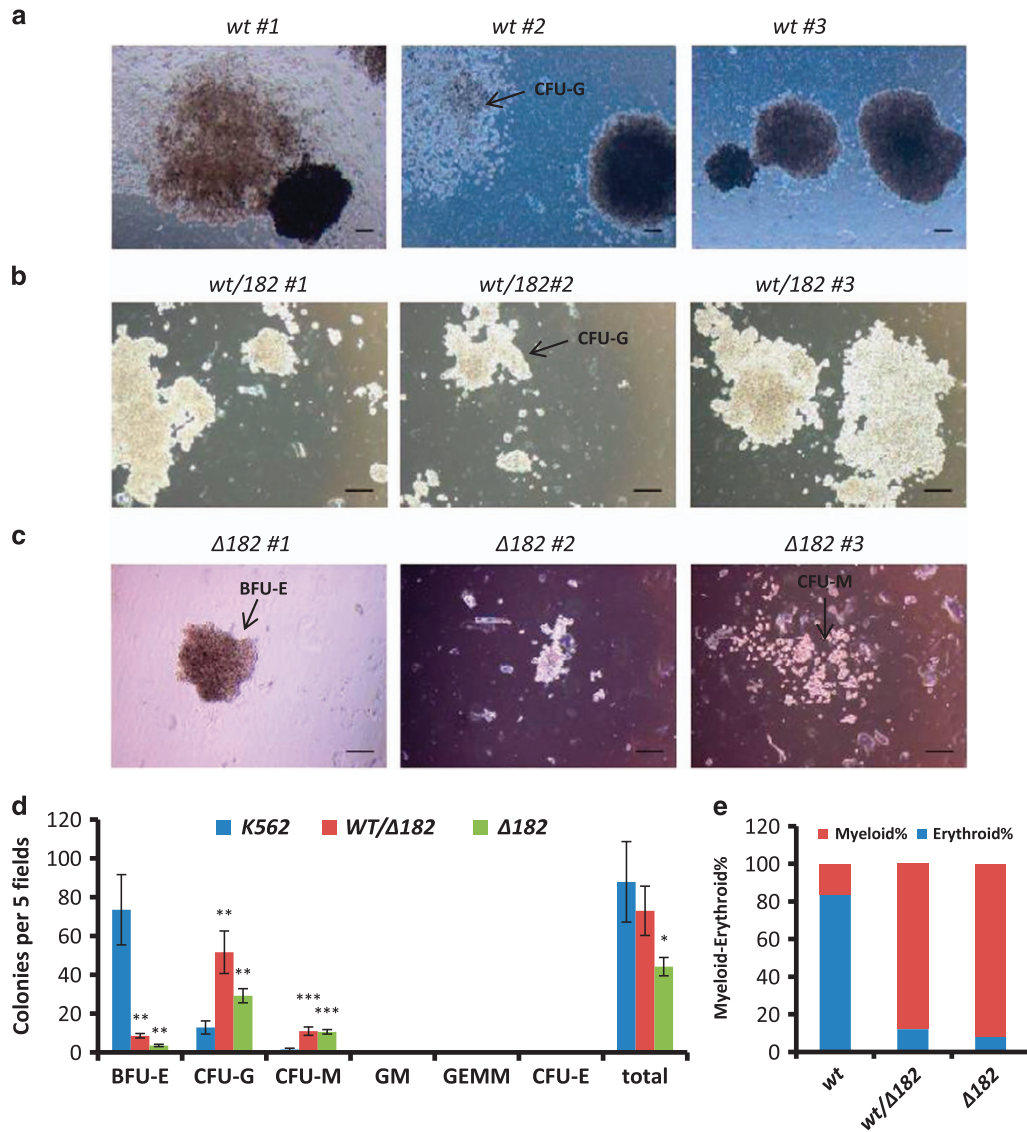 a
wt #1
wt #2
wt #3
CFU-G
b
wt/182 #1
wt/182#2
wt/182 #3
CFU-G
c
Δ182 #1
Δ182 #2
Δ182 #3
BFU-E
CFU-M
d
Colonies per 5 fields
120
100
80
60
40
20
0
K562 WT/Δ182 Δ182
** ** ** ** *** *** *
BFU-E CFU-G CFU-M GM GEMM CFU-E total
e
Myeloid-Erythroid%
120
100
80
60
40
20
0
Myeloid% Erythroid%
wt wt/Δ182 Δ182